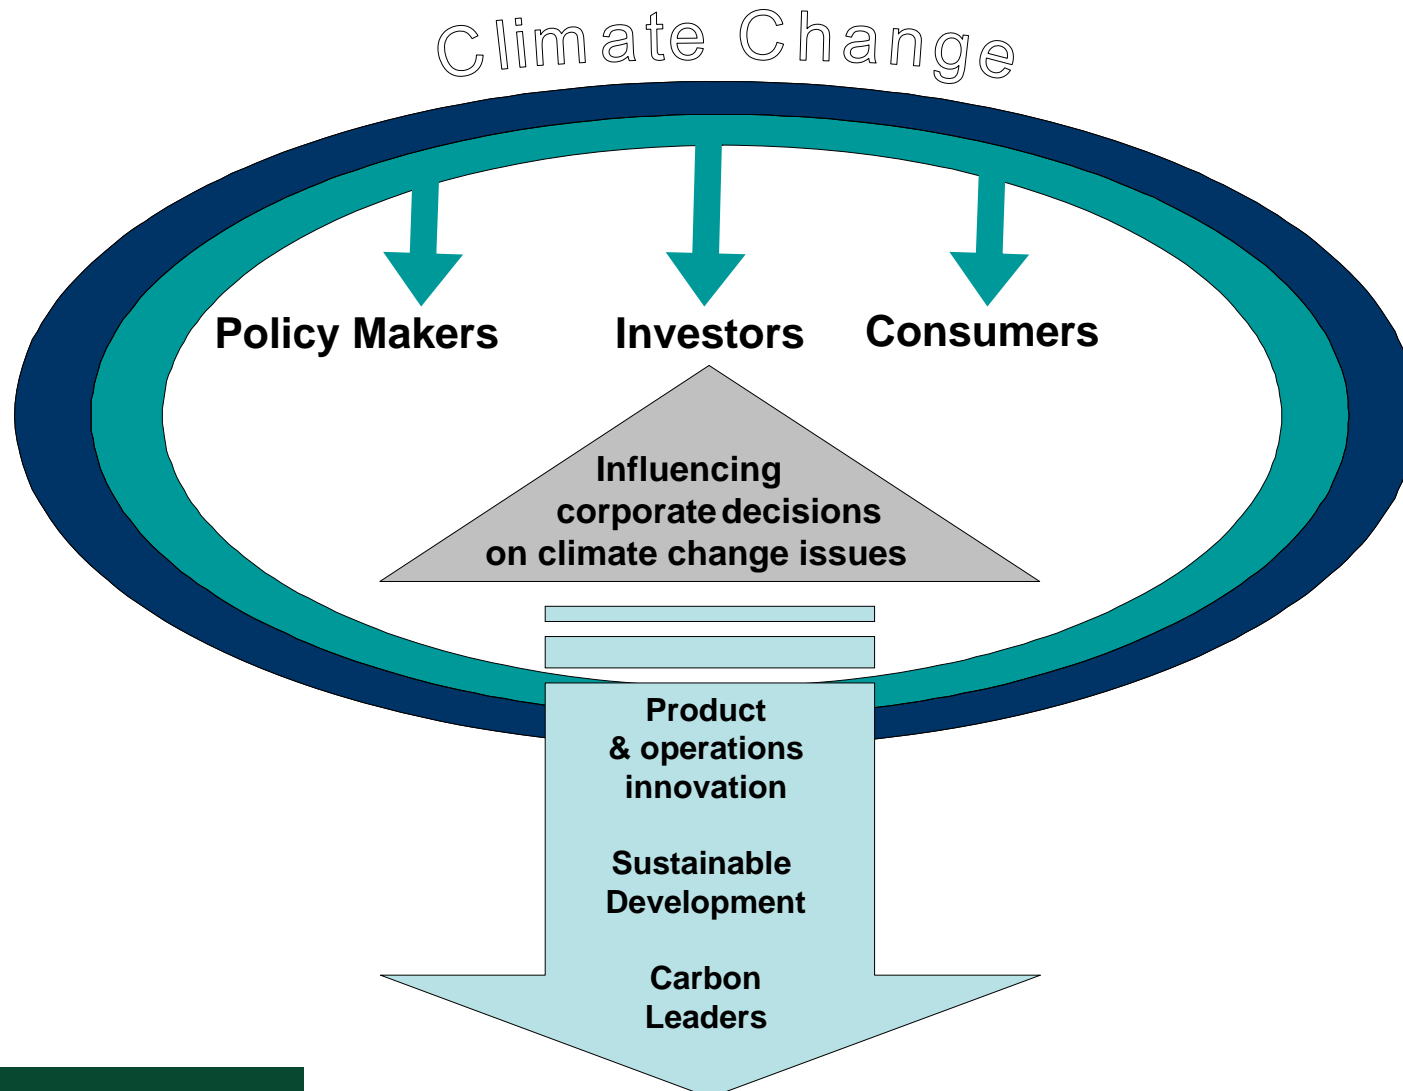 Climate Change
Policy Makers
Investors
Consumers
Influencing
corporate decisions
on climate change issues
Product
& operations
innovation
Sustainable
Development
Carbon
Leaders